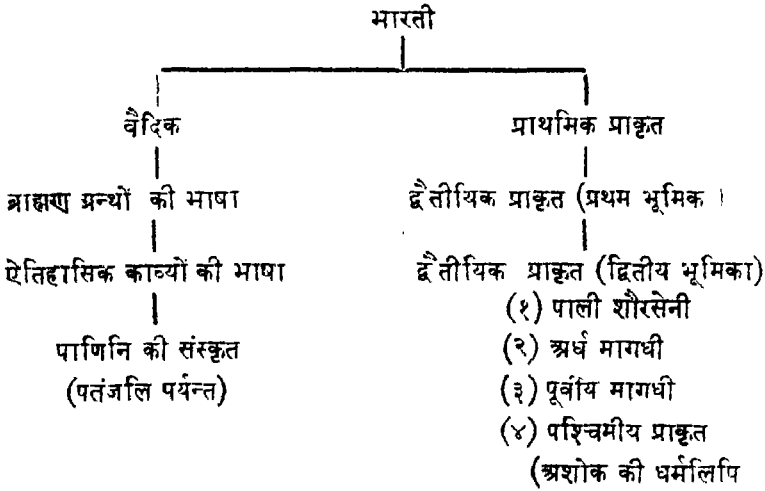 भारती
वैदिक
प्राथमिक प्राकृत
ब्राह्मण ग्रन्थों की भाषा
द्वैतीयिक प्राकृत (प्रथम भूमिक ।
ऐतिहासिक काव्यों की भाषा
द्वैतीयिक प्राकृत (द्वितीय भूमिका)
(१) पाली शौरसेनी
पाणिनि की संस्कृत
(२) अर्ध मागधी
(पतंजलि पर्यन्त)
(३) पूर्वीय मागधी
(४) पश्चिमीय प्राकृत
(अशोक की धर्मलिपि